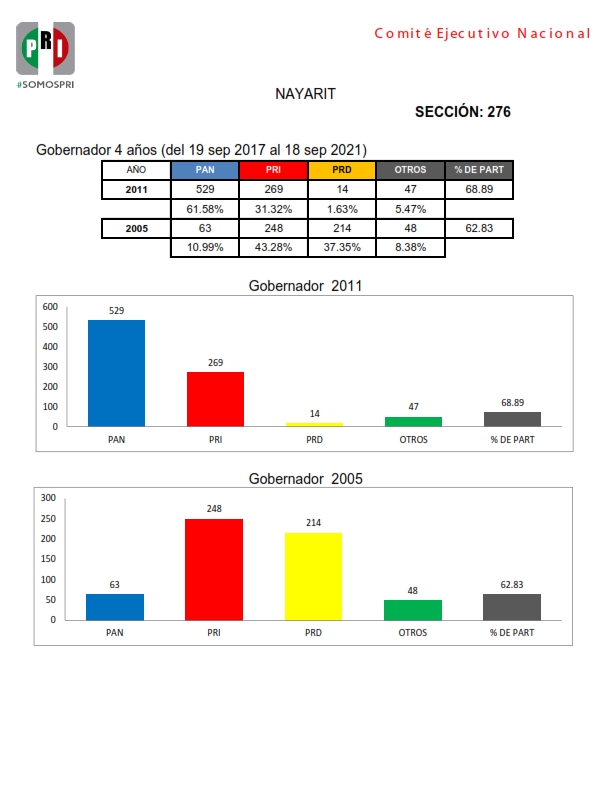 Comité Ejecutivo Nacional
PRI
#SOMOSPRI
NAYARIT
SECCIÓN: 276
Gobernador 4 años (del 19 sep 2017 al 18 sep 2021)
AÑO PAN PRI PRD OTROS % DE PART
2011 529 269 14 47 68.89
61.58% 31.32% 1.63% 5.47%
2005 63 248 214 48 62.83
10.99% 43.28% 37.35% 8.38%
Gobernador 2011
600
500
400
300
200
100
0
529
269
14
47
68.89
PAN PRI PRD OTROS % DE PART
Gobernador 2005
300
250
200
150
100
50
0
63
248
214
48
62.83
PAN PRI PRD OTROS % DE PART